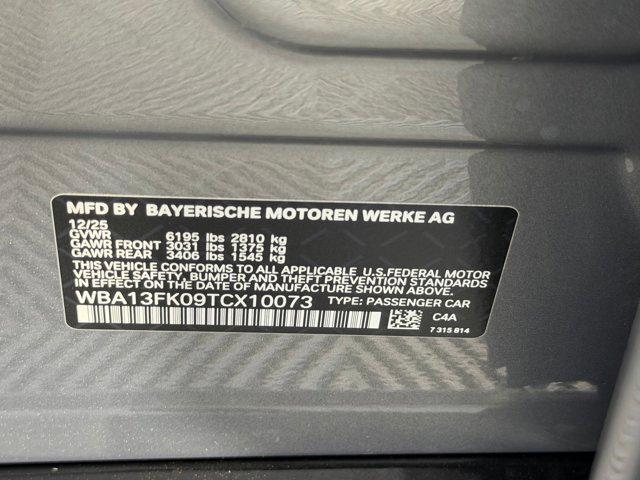 MFD BY BAYERISCHE MOTOREN WERKE AG
12/25
GVWR 6195 lbs 2810 kg
GAWR FRONT 3031 lbs 1375 kg
GAWR REAR 3406 lbs 1545 kg
THIS VEHICLE CONFORMS TO ALL APPLICABLE U.S.FEDERAL MOTOR
VEHICLE SAFETY, BUMPER AND THEFT PREVENTION STANDARDS
IN EFFECT ON THE DATE OF MANUFACTURE SHOWN ABOVE
WBA13FK09TCX10073 TYPE: PASSENGER CAR
C4A
7 315 814